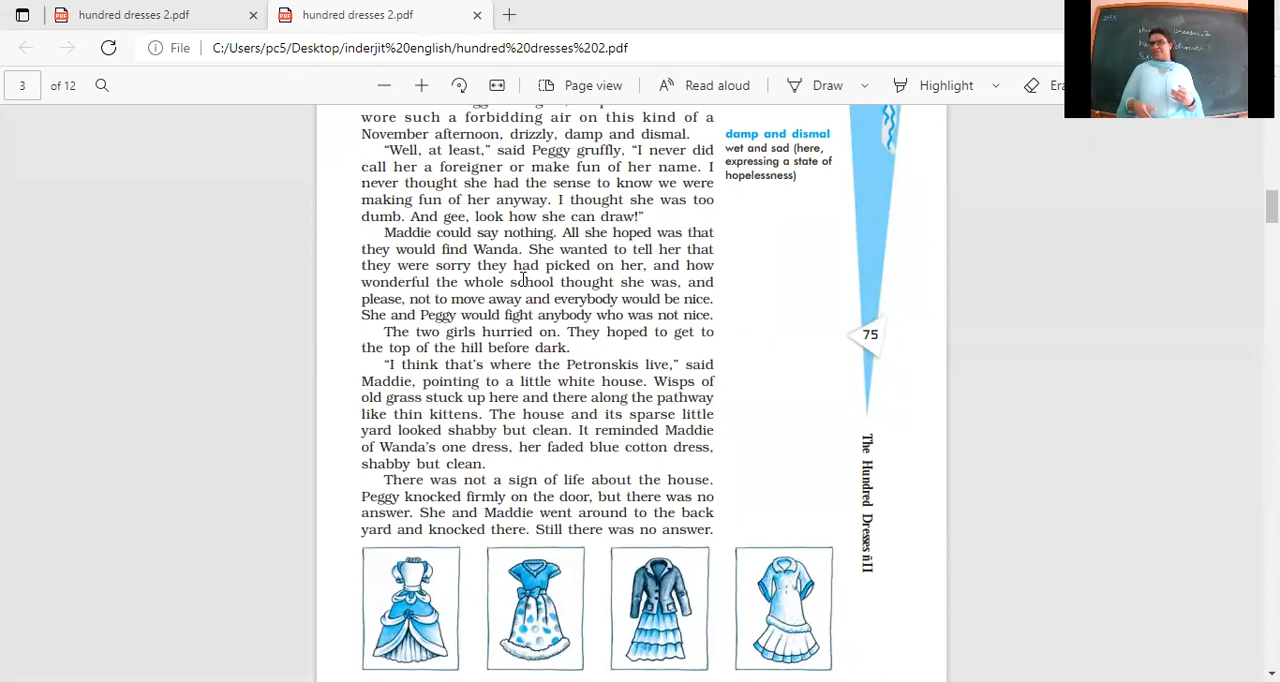 hundred dresses 2.pdf
hundred dresses 2.pdf
File
C:/Users/pc5/Desktop/inderjit%20english/hundred%20dresses%202.pdf
3 of 12
Page view
Read aloud
Draw
Highlight
wore such a forbidding air on this kind of a
November afternoon, drizzly, damp and dismal.
“Well, at least,” said Peggy gruffly, “I never did
call her a foreigner or make fun of her name. I
never thought she had the sense to know we were
making fun of her anyway. I thought she was too
dumb. And gee, look how she can draw!”
Maddie could say nothing. All she hoped was that
they would find Wanda. She wanted to tell her that
they were sorry they had picked on her, and how
wonderful the whole school thought she was, and
please, not to move away and everybody would be nice.
She and Peggy would fight anybody who was not nice.
The two girls hurried on. They hoped to get to
the top of the hill before dark.
“I think that’s where the Petronskis live,” said
Maddie, pointing to a little white house. Wisps of
old grass stuck up here and there along the pathway
like thin kittens. The house and its sparse little
yard looked shabby but clean. It reminded Maddie
of Wanda’s one dress, her faded blue cotton dress,
shabby but clean.
There was not a sign of life about the house.
Peggy knocked firmly on the door, but there was no
answer. She and Maddie went around to the back
yard and knocked there. Still there was no answer.
damp and dismal
wet and sad (here,
expressing a state of
hopelessness)
75
The Hundred Dresses ñII